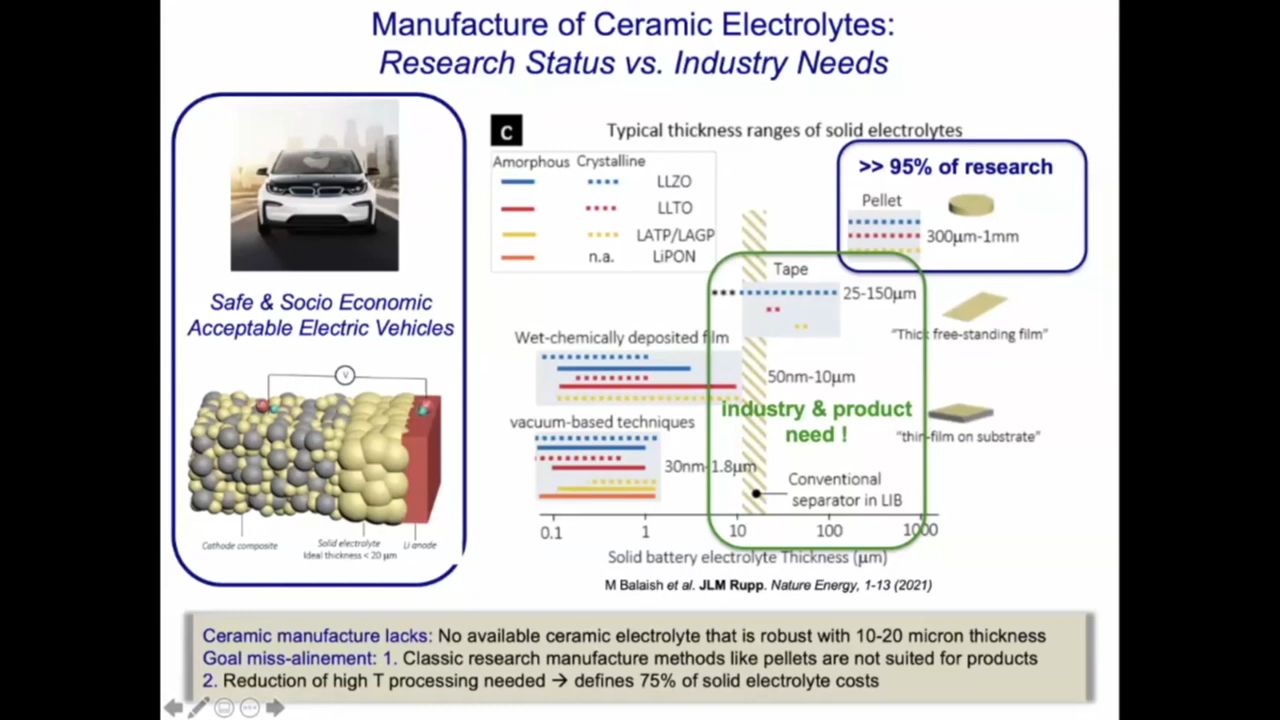 Manufacture of Ceramic Electrolytes:
Research Status vs. Industry Needs
Safe & Socio Economic
Acceptable Electric Vehicles
V
Cathode composite
Solid electrolyte
Ideal thickness < 20 μm
Li anode
C
Typical thickness ranges of solid electrolytes
Amorphous Crystalline
LLZO
LLTO
LATP/LAGP
n.a. LiPON
>> 95% of research
Pellet
300μm-1mm
Tape
25-150μm
"Thick free-standing film"
Wet-chemically deposited film
50nm-10μm
industry & product
need !
"thin-film on substrate"
vacuum-based techniques
30nm-1.8μm
Conventional
separator in LIB
0.1 1 10 100 1000
Solid battery electrolyte Thickness (μm)
M Balaish et al. JLM Rupp. Nature Energy, 1-13 (2021)
Ceramic manufacture lacks: No available ceramic electrolyte that is robust with 10-20 micron thickness
Goal miss-alinement: 1. Classic research manufacture methods like pellets are not suited for products
2. Reduction of high T processing needed → defines 75% of solid electrolyte costs